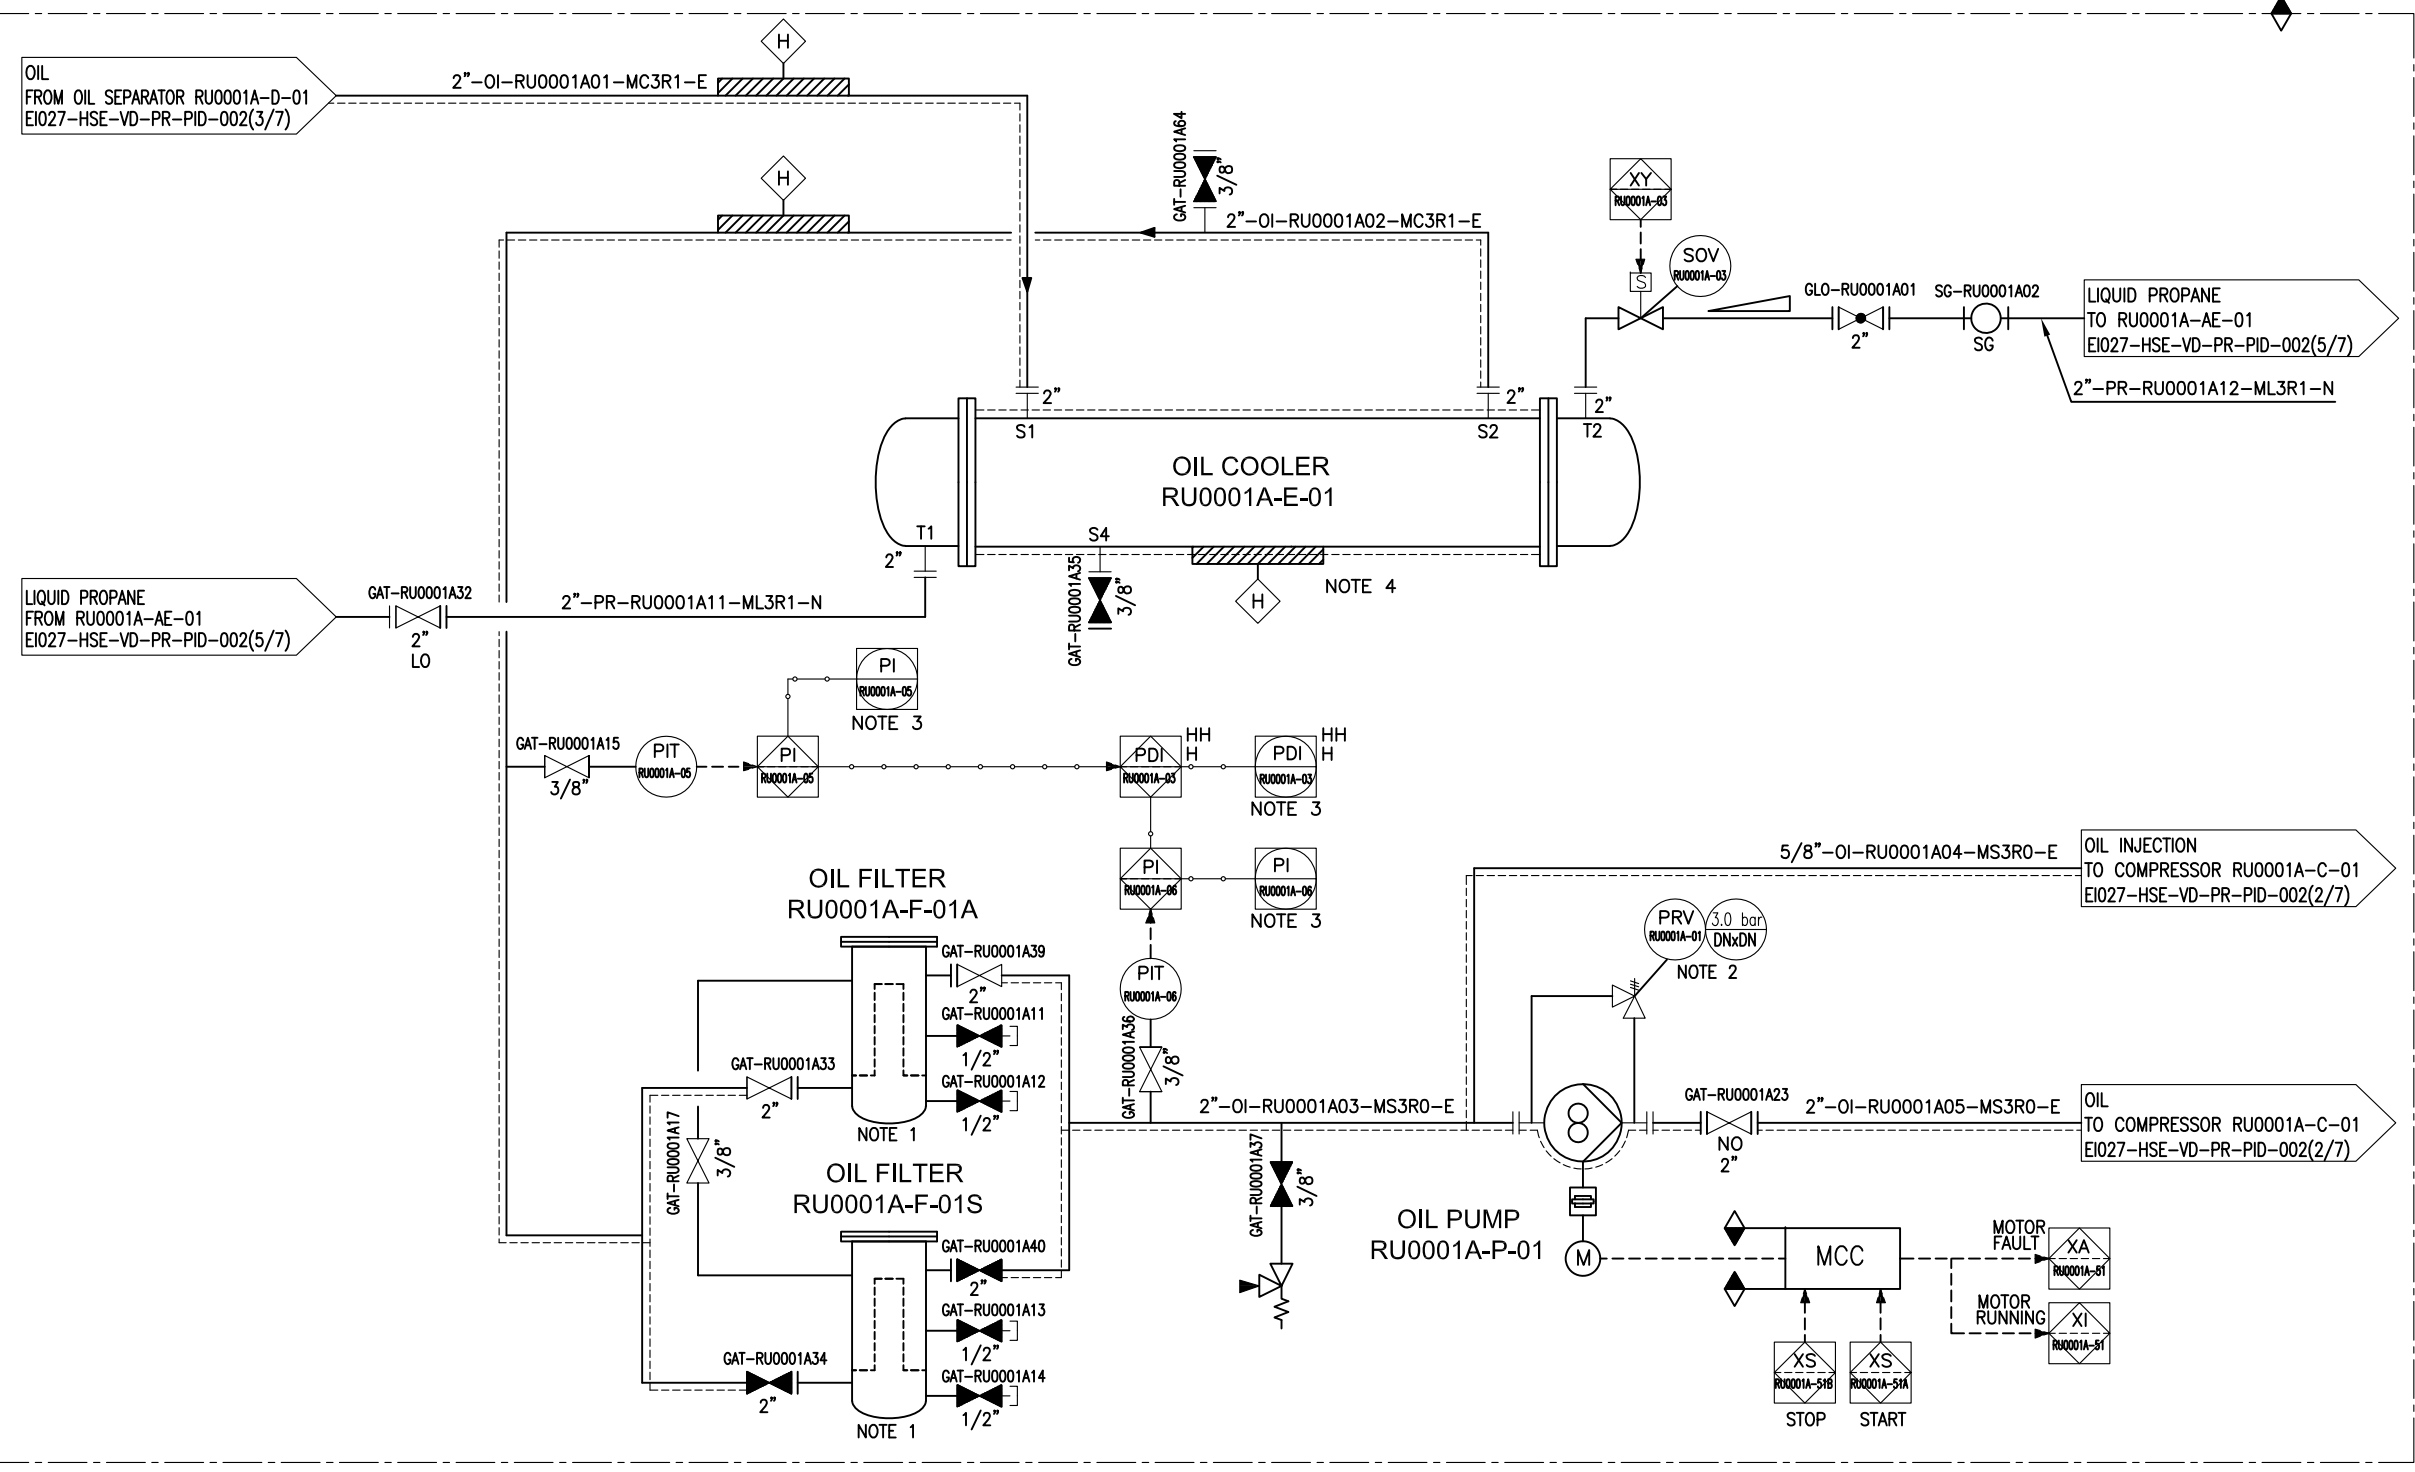 H
OIL
FROM OIL SEPARATOR RU0001A-D-01
EI027-HSE-VD-PR-PID-002(3/7)
2"-OI-RU0001A01-MC3R1-E
H
GAT-RU0001A64
3/8"
2"-OI-RU0001A02-MC3R1-E
XY
RU0001A-03
SOV
RU0001A-03
S
GLO-RU0001A01
2"
SG-RU0001A02
SG
LIQUID PROPANE
TO RU0001A-AE-01
EI027-HSE-VD-PR-PID-002(5/7)
2"-PR-RU0001A12-ML3R1-N
2"
S1
2"
S2
2"
T2
OIL COOLER
RU0001A-E-01
T1
2"
S4
GAT-RU0001A35
3/8"
H
NOTE 4
LIQUID PROPANE
FROM RU0001A-AE-01
EI027-HSE-VD-PR-PID-002(5/7)
GAT-RU0001A32
2"
LO
2"-PR-RU0001A11-ML3R1-N
PI
RU0001A-05
NOTE 3
GAT-RU0001A15
3/8"
PIT
RU0001A-05
PI
RU0001A-05
PDI
RU0001A-03
HH
H
PDI
RU0001A-03
HH
H
NOTE 3
PI
RU0001A-06
PI
RU0001A-06
NOTE 3
PIT
RU0001A-06
GAT-RU0001A36
3/8"
5/8"-OI-RU0001A04-MS3R0-E
OIL INJECTION
TO COMPRESSOR RU0001A-C-01
EI027-HSE-VD-PR-PID-002(2/7)
OIL FILTER
RU0001A-F-01A
GAT-RU0001A39
2"
GAT-RU0001A11
1/2"
GAT-RU0001A12
1/2"
NOTE 1
GAT-RU0001A33
2"
GAT-RU0001A17
3/8"
PRV
RU0001A-01
3.0 bar
DNxDN
NOTE 2
2"-OI-RU0001A03-MS3R0-E
GAT-RU0001A23
NO
2"
2"-OI-RU0001A05-MS3R0-E
OIL
TO COMPRESSOR RU0001A-C-01
EI027-HSE-VD-PR-PID-002(2/7)
GAT-RU0001A37
3/8"
OIL FILTER
RU0001A-F-01S
GAT-RU0001A40
2"
GAT-RU0001A13
1/2"
GAT-RU0001A14
1/2"
NOTE 1
GAT-RU0001A34
2"
OIL PUMP
RU0001A-P-01
M
MCC
MOTOR
FAULT
XA
RU0001A-51
MOTOR
RUNNING
XI
RU0001A-51
XS
RU0001A-51B
STOP
XS
RU0001A-51A
START